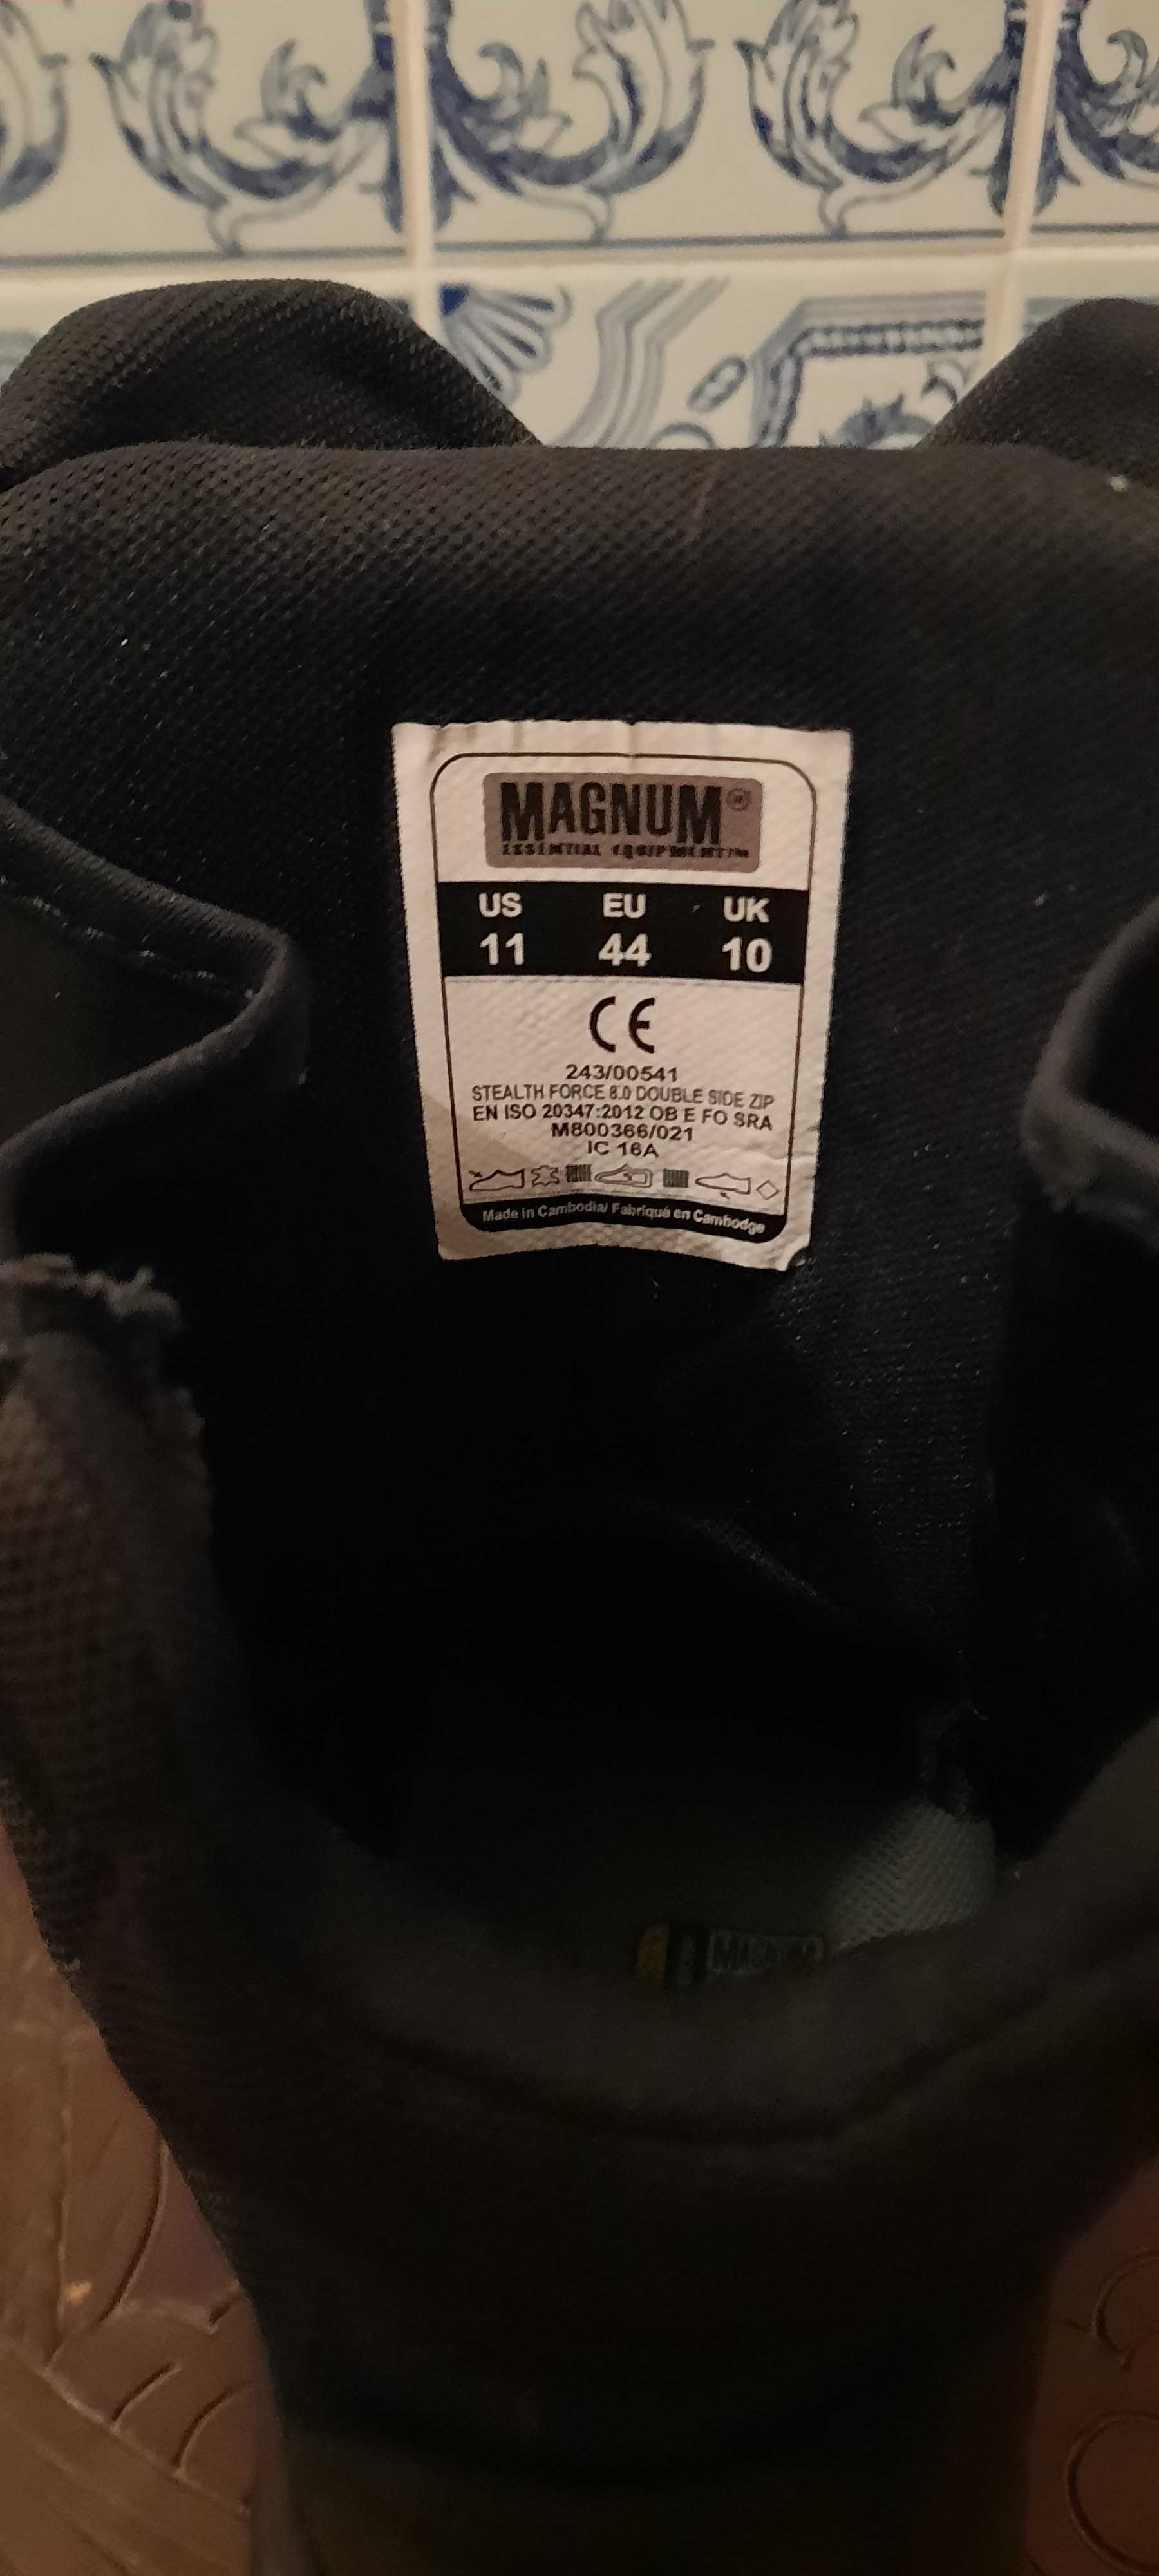 MAGNUM®
ESSENTIAL EQUIPMENT™
US EU UK
11 44 10
CE
243/00541
STEALTH FORCE 8.0 DOUBLE SIDE ZIP
EN ISO 20347:2012 OB E FO SRA
M800366/021
IC 16A
Made in Cambodia/ Fabriqué en Cambodge